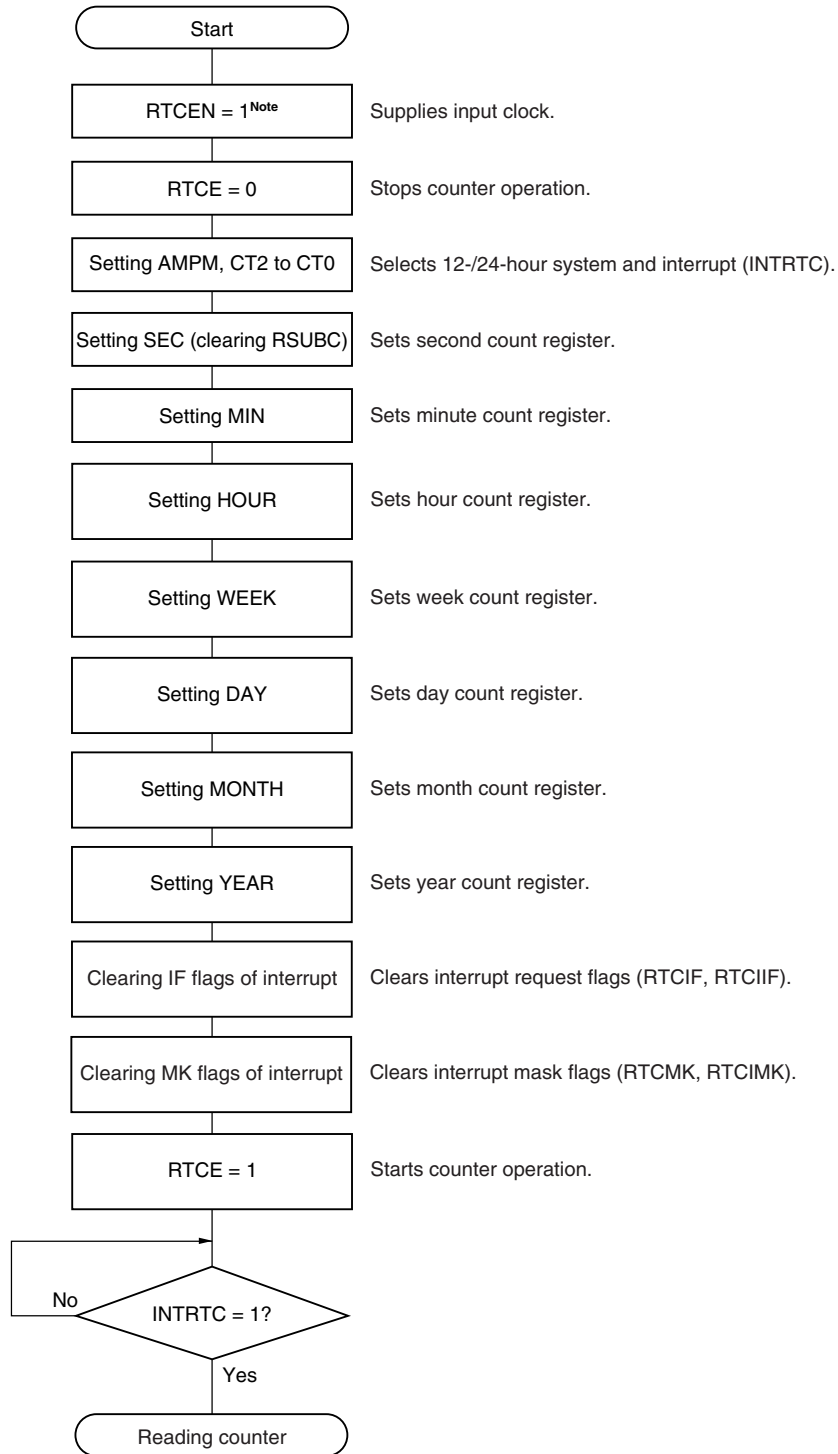 Start
RTCEN = 1Note Supplies input clock.
RTCE = 0 Stops counter operation.
Setting AMPM, CT2 to CT0 Selects 12-/24-hour system and interrupt (INTRTC).
Setting SEC (clearing RSUBC) Sets second count register.
Setting MIN Sets minute count register.
Setting HOUR Sets hour count register.
Setting WEEK Sets week count register.
Setting DAY Sets day count register.
Setting MONTH Sets month count register.
Setting YEAR Sets year count register.
Clearing IF flags of interrupt Clears interrupt request flags (RTCIF, RTCIIF).
Clearing MK flags of interrupt Clears interrupt mask flags (RTCMK, RTCIMK).
RTCE = 1 Starts counter operation.
No
INTRTC = 1?
Yes
Reading counter